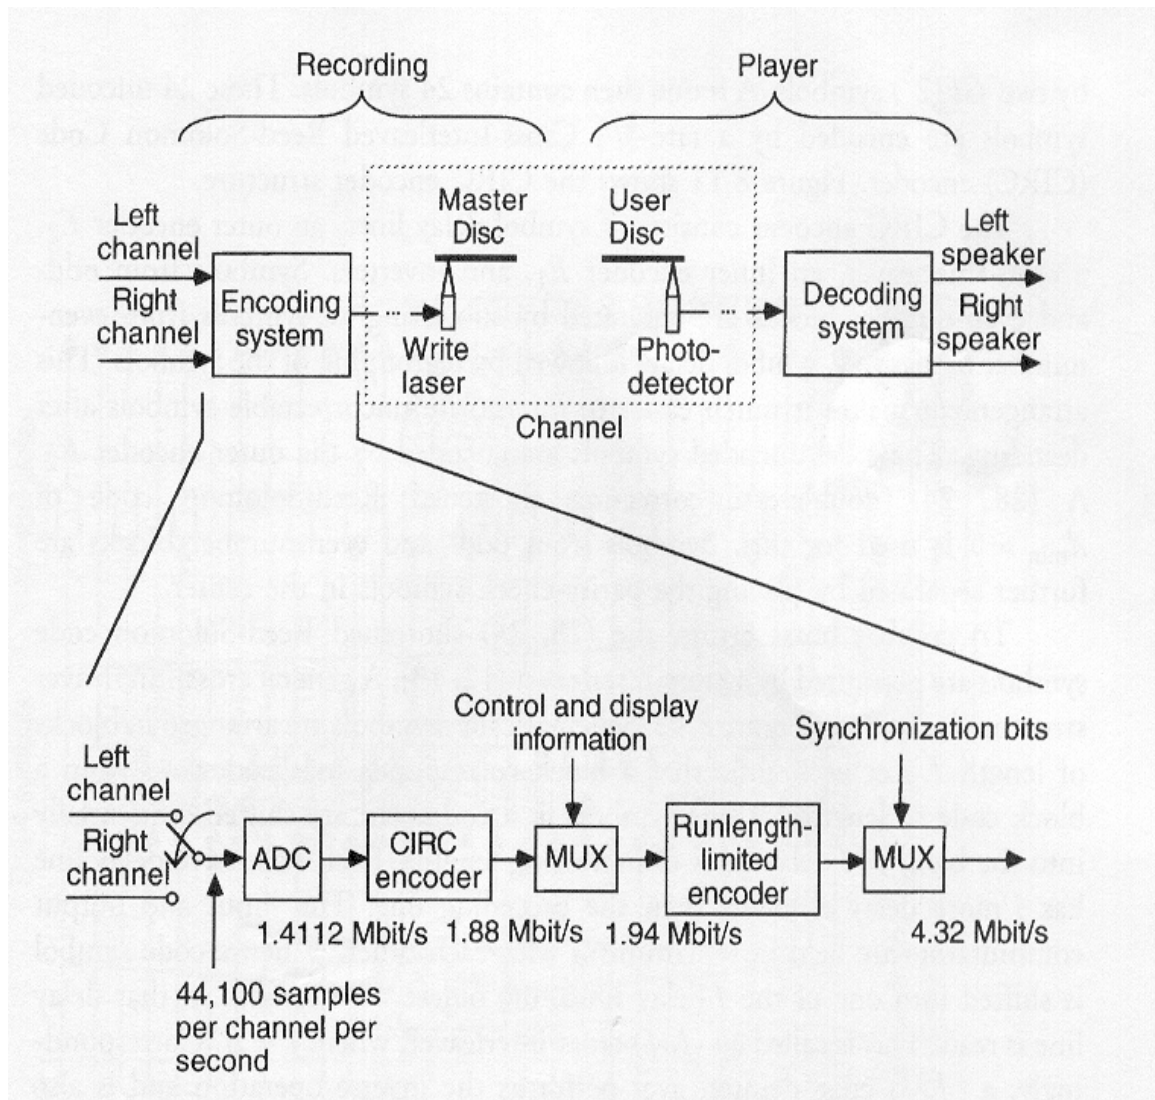 Recording
Player
Master
Disc
User
Disc
Left
channel
Right
channel
Encoding
system
Write
laser
Photo-
detector
Decoding
system
Left
speaker
Right
speaker
Channel
Control and display
information
Synchronization bits
Left
channel
Right
channel
ADC
CIRC
encoder
MUX
Runlength-
limited
encoder
MUX
1.4112 Mbit/s
1.88 Mbit/s
1.94 Mbit/s
4.32 Mbit/s
44,100 samples
per channel per
second